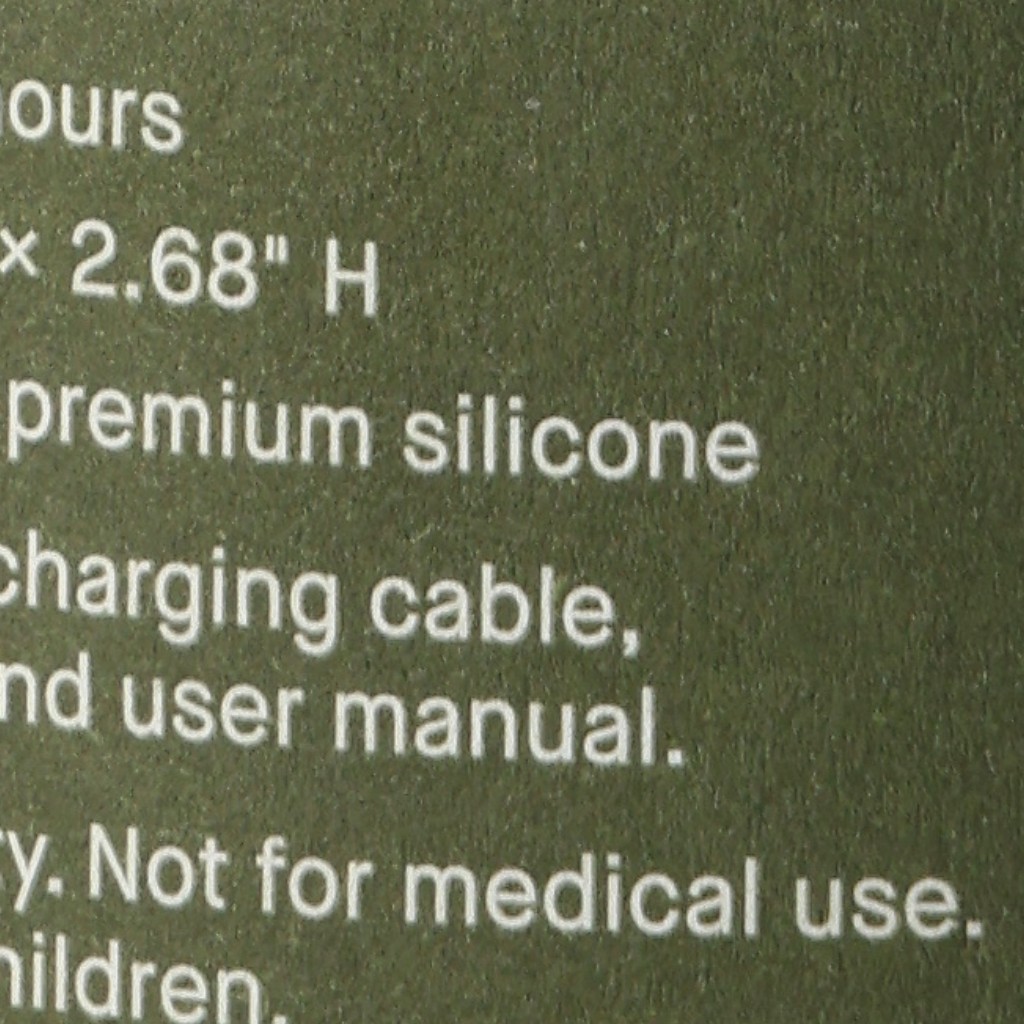 ours
× 2.68" H
premium silicone
charging cable,
nd user manual.
y. Not for medical use.
hildren.